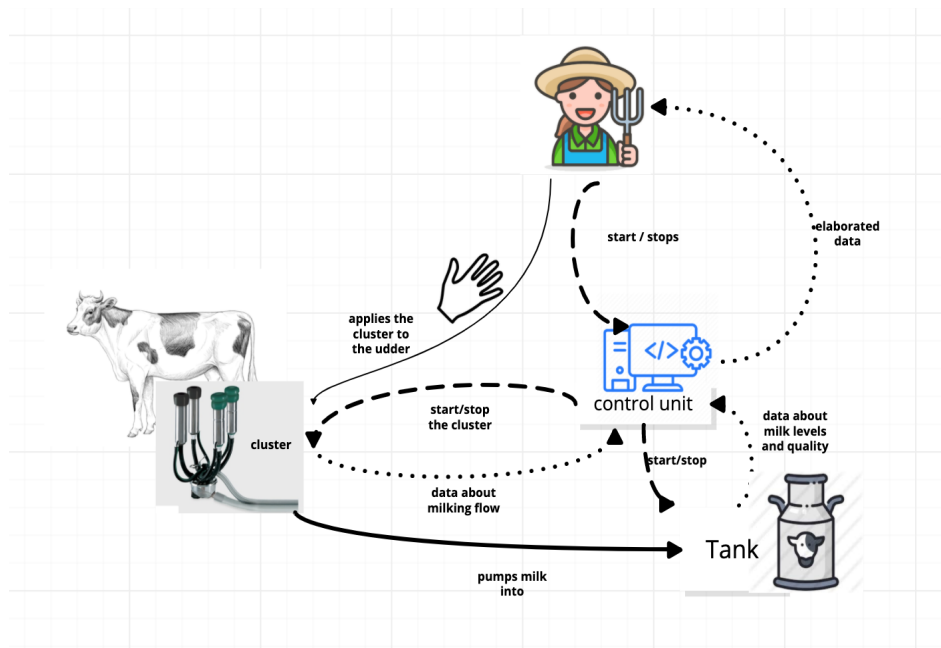 elaborated
data
start / stops
applies the
cluster to
the udder
</>
control unit
start/stop
the cluster
cluster
data about
milk levels
and quality
start/stop
data about
milking flow
Tank
pumps milk
into